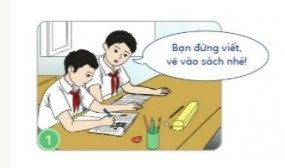 Bạn đừng viết,
vẽ vào sách nhé!
1